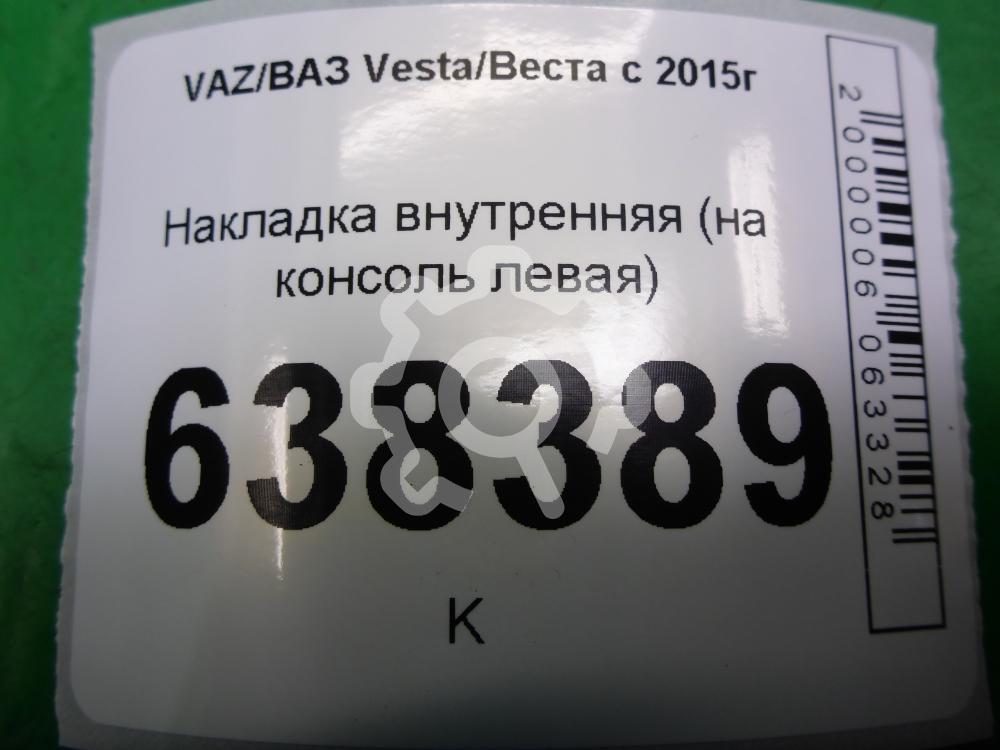 VAZ/ВАЗ Vesta/Веста с 2015г
Накладка внутренняя (на
консоль левая)
638389
К
2000006063328